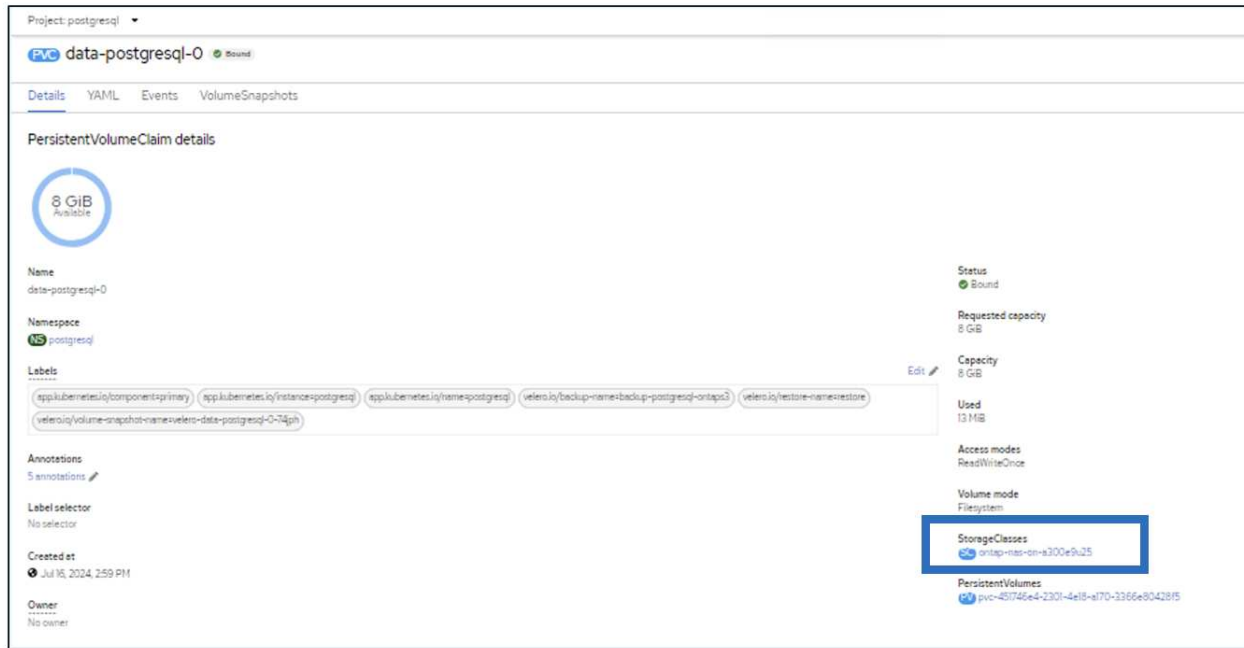 Project: postgresql
PVC data-postgresql-0 Bound
Details YAML Events VolumeSnapshots
PersistentVolumeClaim details
8 GiB
Available
Name
data-postgresql-0
Namespace
NS postgresql
Labels
Edit
app.kubernetes.io/component=primary app.kubernetes.io/instance=postgresql app.kubernetes.io/name=postgresql velero.io/backup-name=backup-postgresql-ontaps3 velero.io/restore-name=restore
velero.io/volume-snapshot-name=velero-data-postgresql-0-74jph
Annotations
5 annotations
Label selector
No selector
Created at
Jul 16, 2024, 2:59 PM
Owner
No owner
Status
Bound
Requested capacity
8 GiB
Capacity
8 GiB
Used
13 MiB
Access modes
ReadWriteOnce
Volume mode
Filesystem
StorageClasses
SC ontap-nas-on-a300e9u25
PersistentVolumes
PV pvc-451746e4-2301-4e18-a170-3366e80428f5